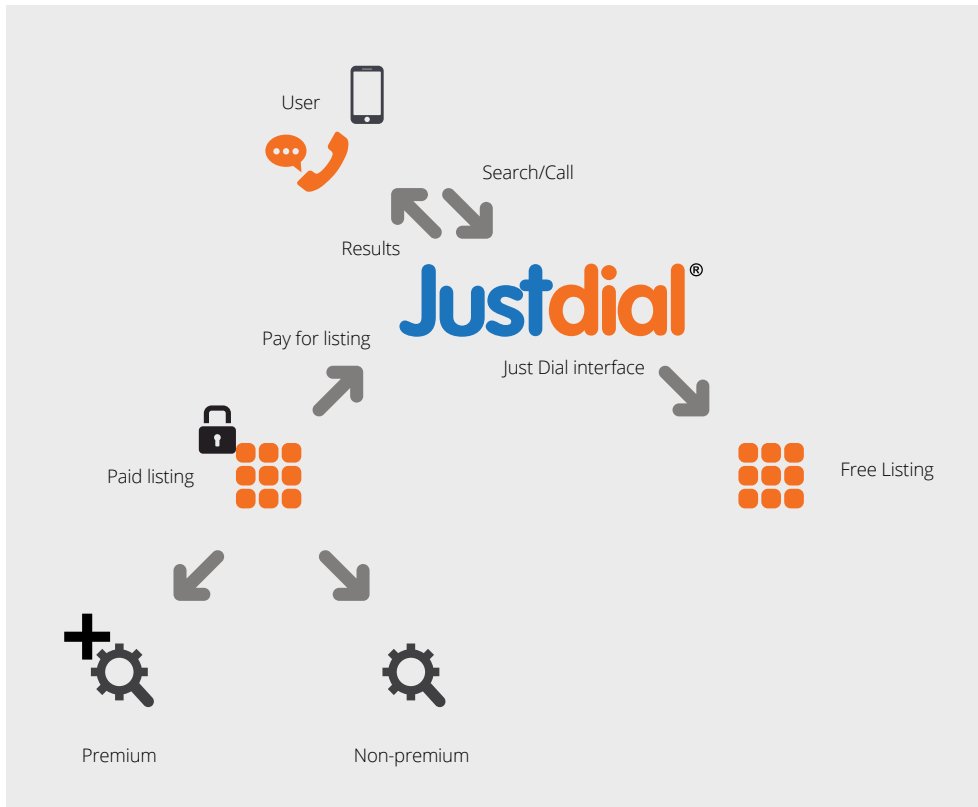 User
Search/Call
Results
Justdial®
Pay for listing
Just Dial interface
Paid listing
Free Listing
Premium
Non-premium